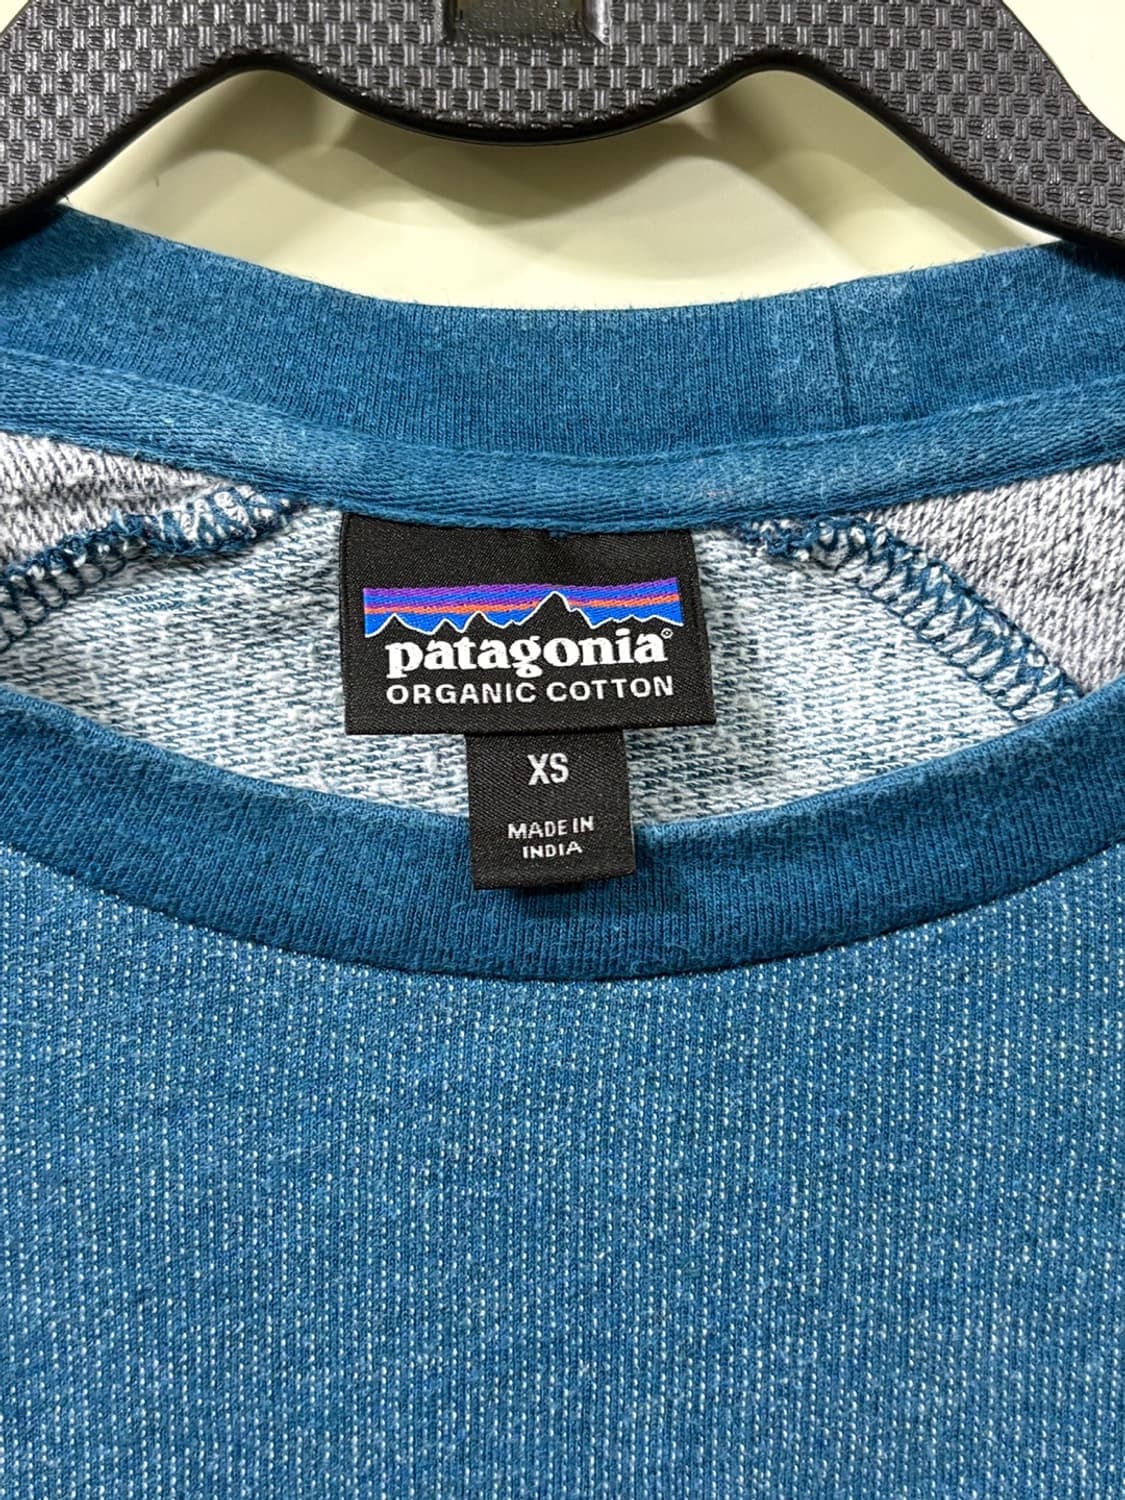 patagonia®
ORGANIC COTTON
XS
MADE IN
INDIA